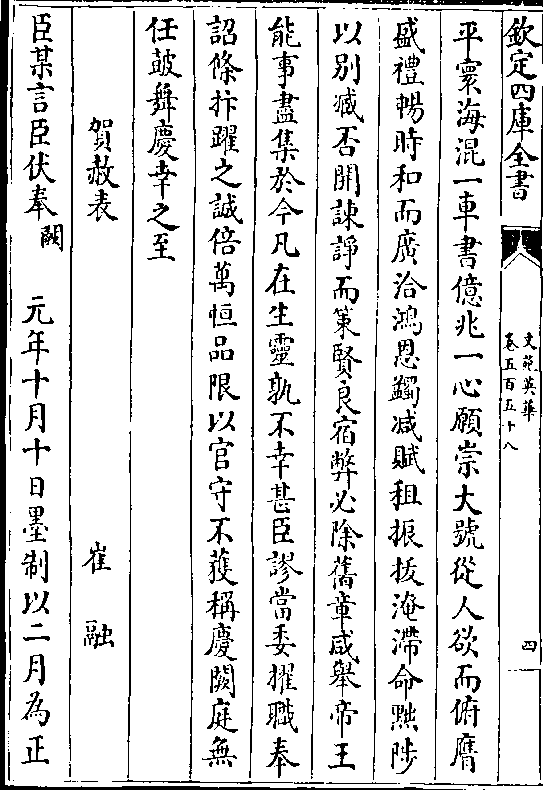 欽定四庫全書
文苑英華
卷五百五十八
四
平寰海混一車書億兆一心願崇大號從人欲而俯膺
盛禮暢時和而廣洽鴻恩蠲减賦租振拔淹滯命黜陟
以别臧否開諫諍而策賢良宿弊必除舊章咸舉帝王
能事盡集於今凡在生靈孰不幸甚臣謬當委擢職奉
詔條抃躍之誠倍萬恒品限以官守不獲稱慶闕庭無
任鼓舞慶幸之至
賀赦表 崔融
臣某言臣伏奉闕 元年十月十日墨制以二月為正